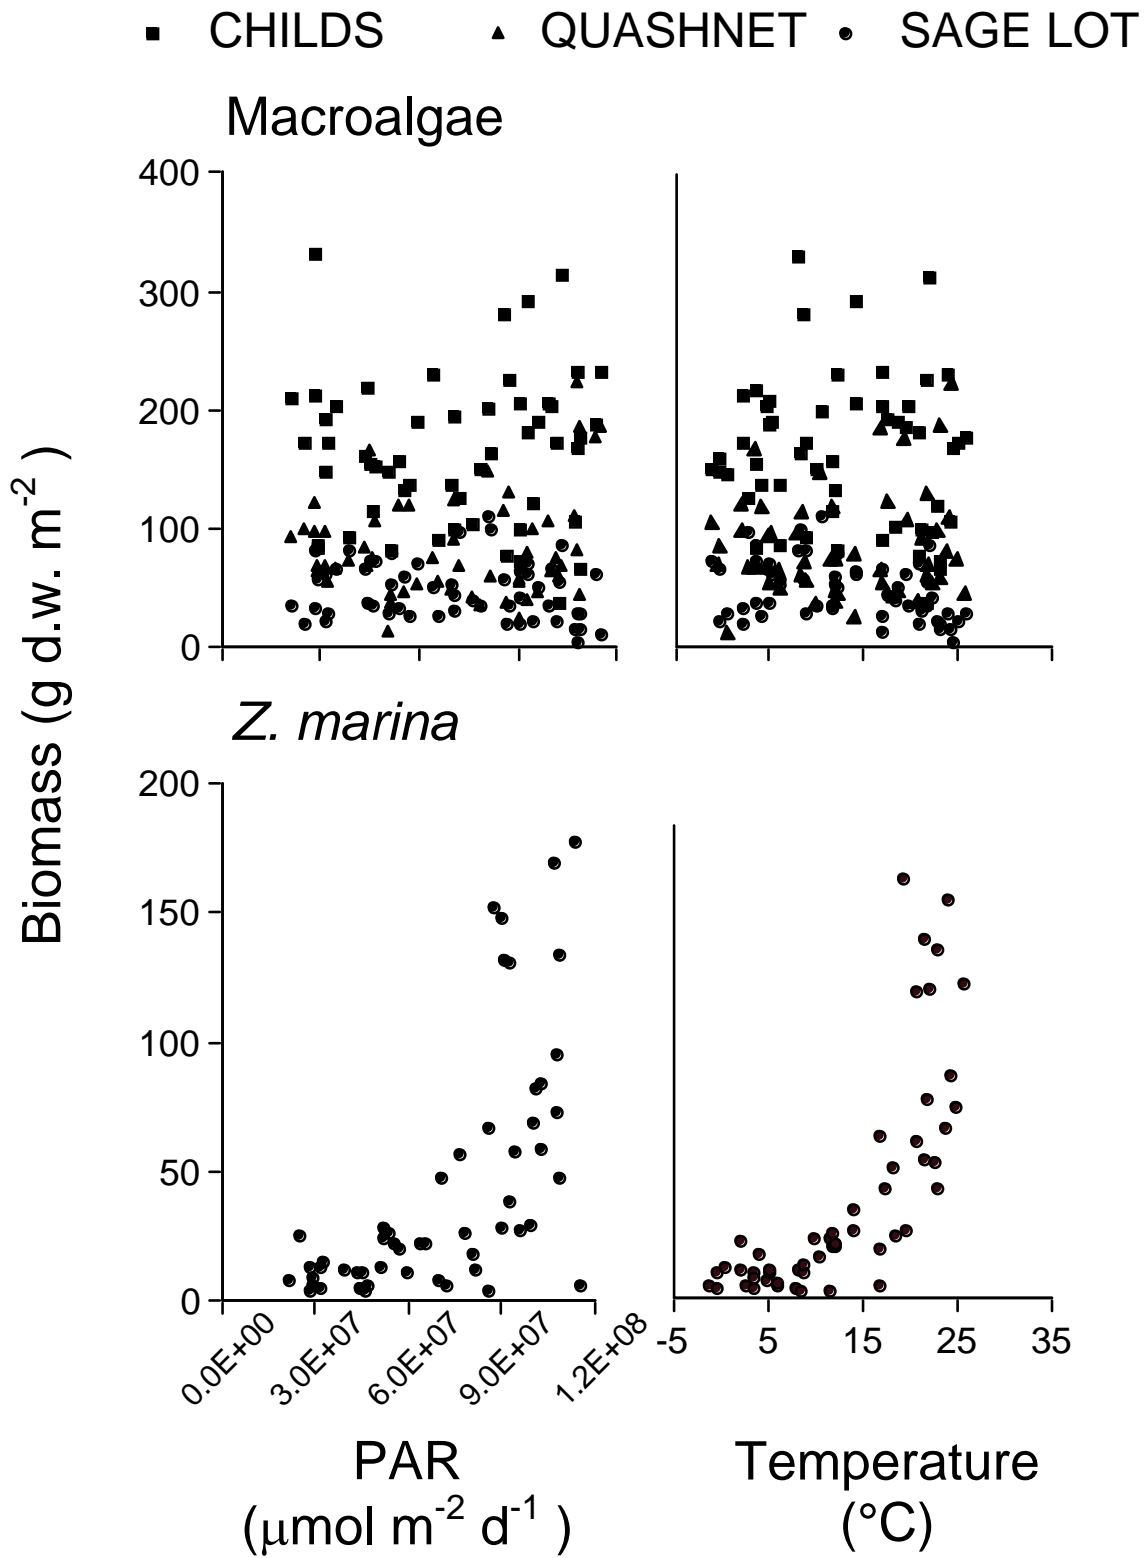 CHILDS QUASHNET SAGE LOT
Macroalgae
400
300
200
100
0
Z. marina
200
150
100
50
0
0.0E+00 3.0E+07 6.0E+07 9.0E+07 1.2E+08
-5 5 15 25 35
Biomass (g d.w. m-2 )
PAR
(μmol m-2 d-1 )
Temperature
(°C)